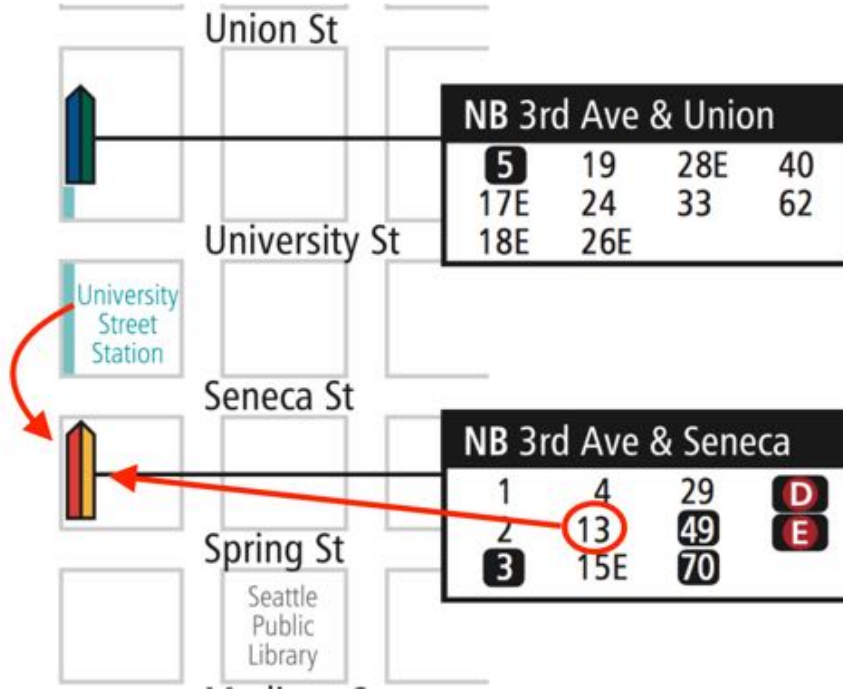 Union St
NB 3rd Ave & Union
5 19 28E 40
17E 24 33 62
18E 26E
University St
University
Street
Station
Seneca St
NB 3rd Ave & Seneca
1 4 29 D
2 13 49 E
3 15E 70
Spring St
Seattle
Public
Library